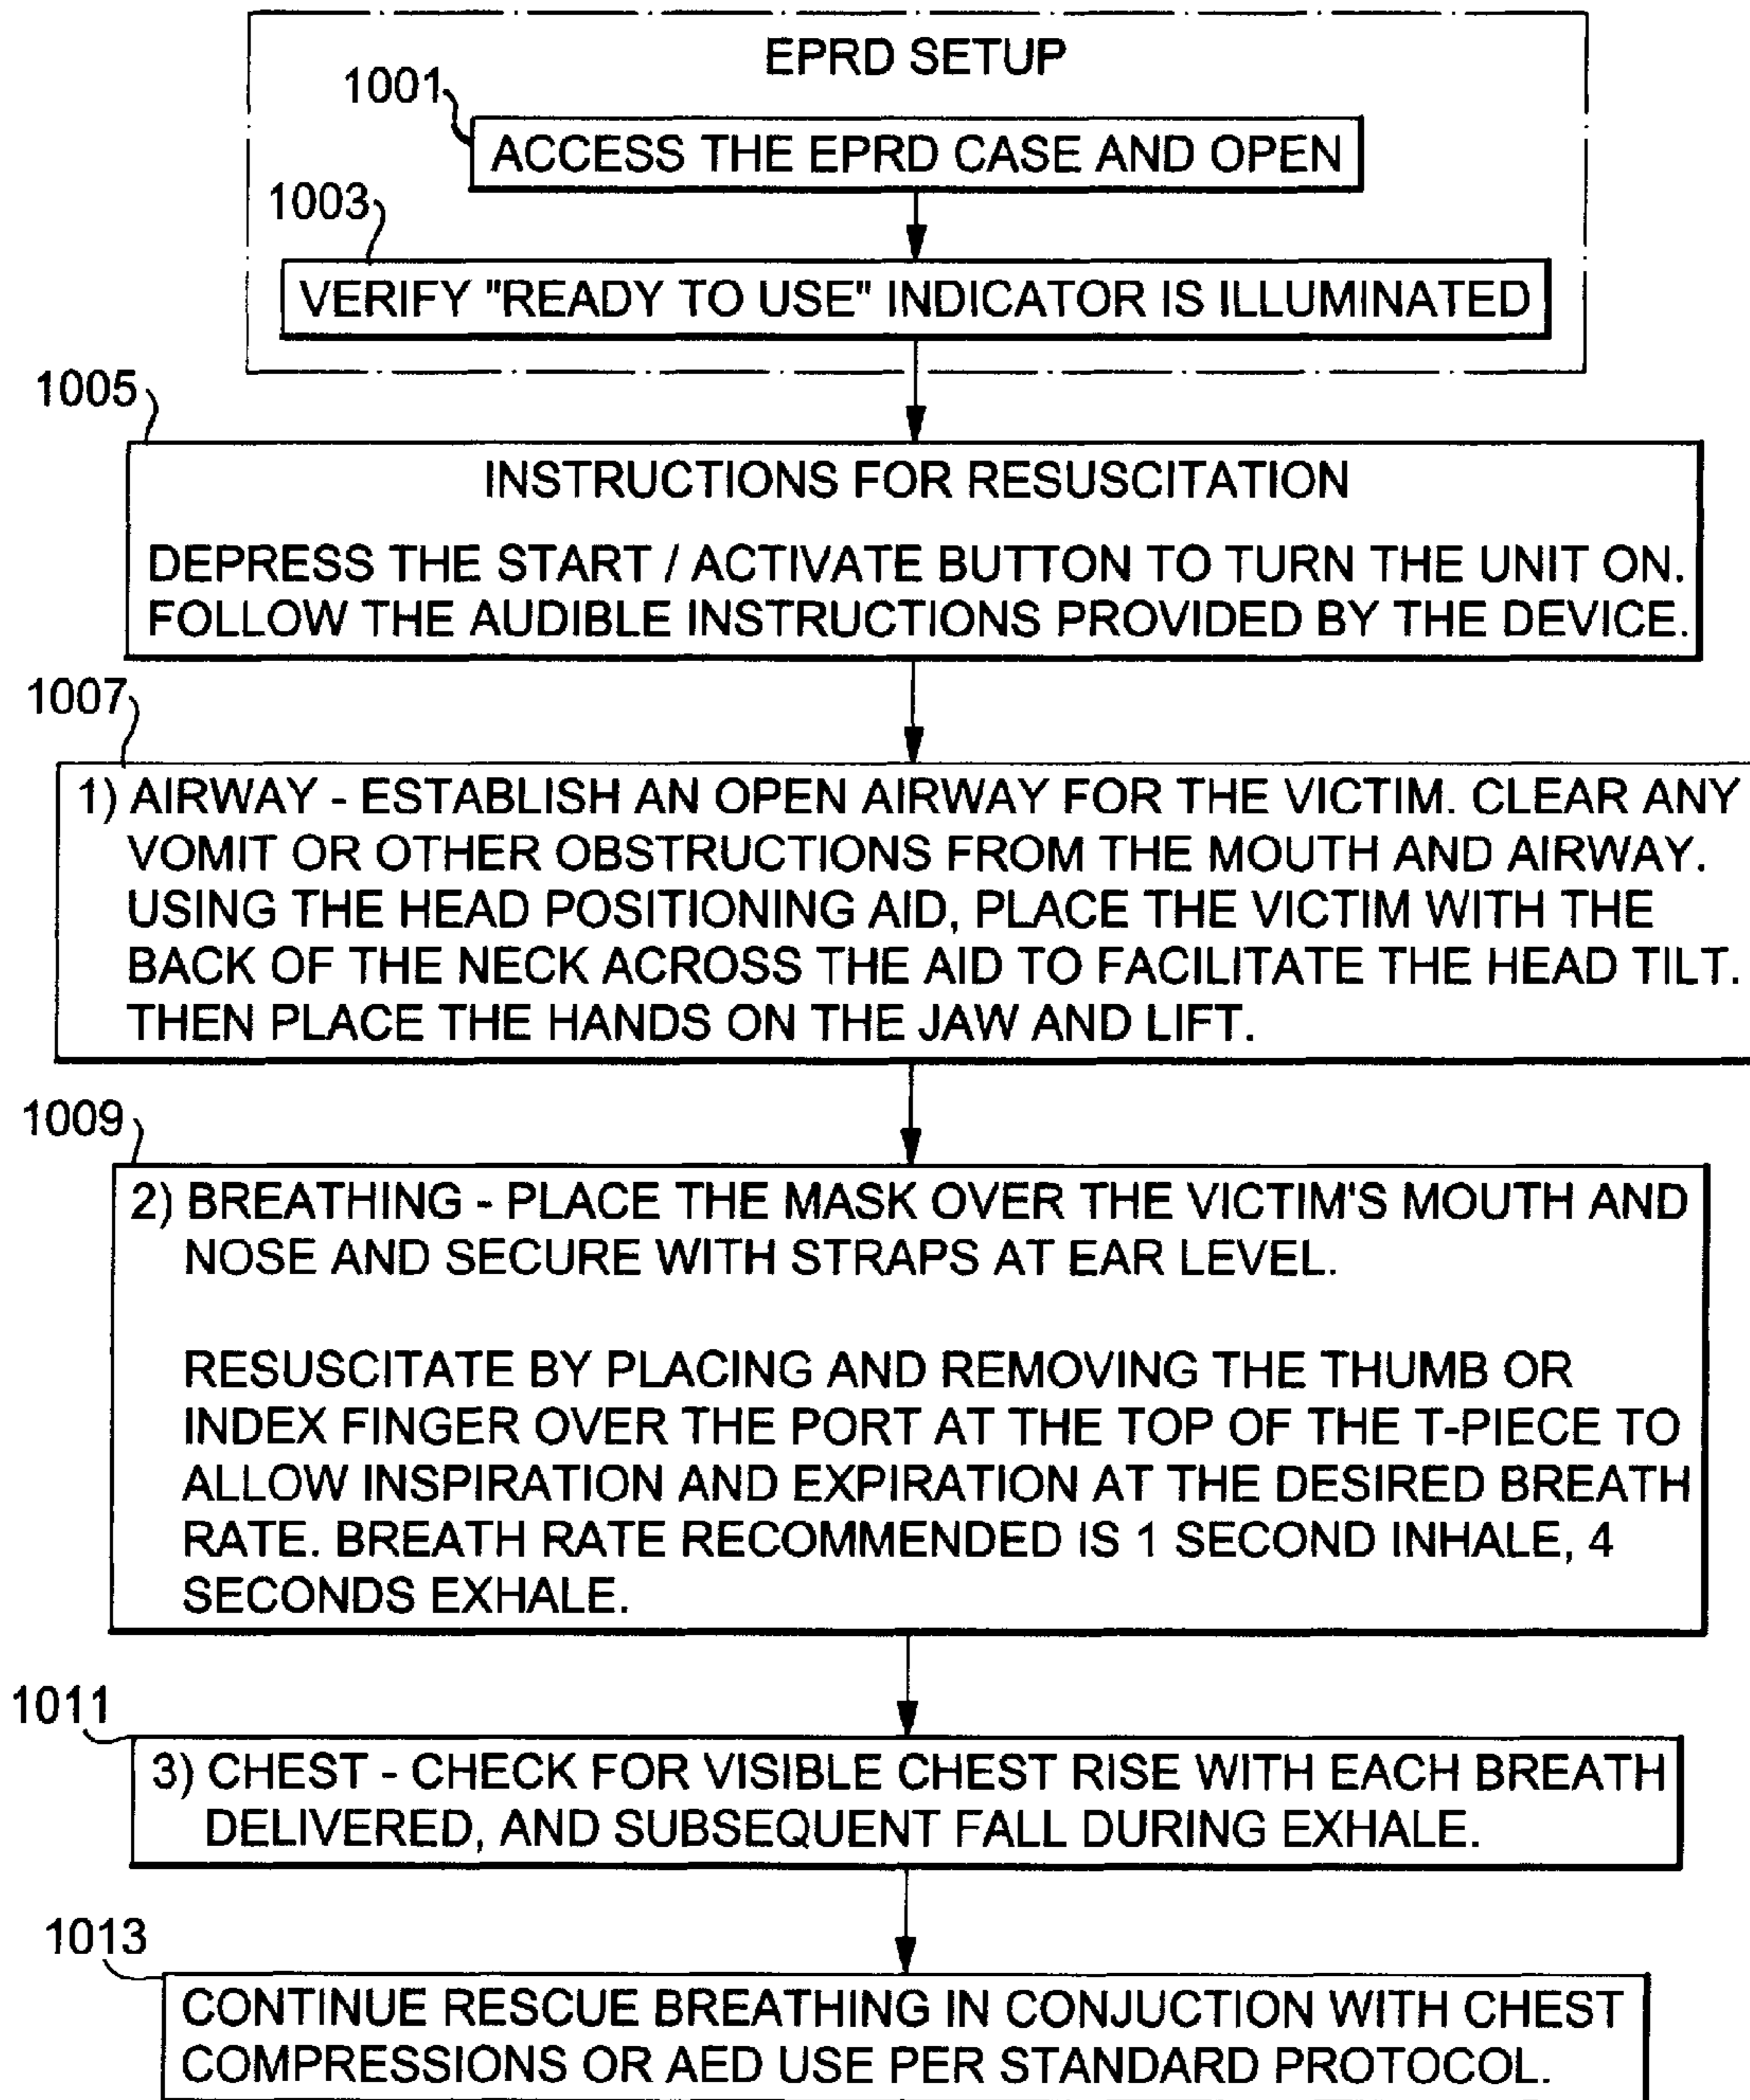 EPRD SETUP
1001
ACCESS THE EPRD CASE AND OPEN
1003
VERIFY "READY TO USE" INDICATOR IS ILLUMINATED
1005
INSTRUCTIONS FOR RESUSCITATION
DEPRESS THE START / ACTIVATE BUTTON TO TURN THE UNIT ON.
FOLLOW THE AUDIBLE INSTRUCTIONS PROVIDED BY THE DEVICE.
1007
1) AIRWAY - ESTABLISH AN OPEN AIRWAY FOR THE VICTIM. CLEAR ANY
VOMIT OR OTHER OBSTRUCTIONS FROM THE MOUTH AND AIRWAY.
USING THE HEAD POSITIONING AID, PLACE THE VICTIM WITH THE
BACK OF THE NECK ACROSS THE AID TO FACILITATE THE HEAD TILT.
THEN PLACE THE HANDS ON THE JAW AND LIFT.
1009
2) BREATHING - PLACE THE MASK OVER THE VICTIM'S MOUTH AND
NOSE AND SECURE WITH STRAPS AT EAR LEVEL.
RESUSCITATE BY PLACING AND REMOVING THE THUMB OR
INDEX FINGER OVER THE PORT AT THE TOP OF THE T-PIECE TO
ALLOW INSPIRATION AND EXPIRATION AT THE DESIRED BREATH
RATE. BREATH RATE RECOMMENDED IS 1 SECOND INHALE, 4
SECONDS EXHALE.
1011
3) CHEST - CHECK FOR VISIBLE CHEST RISE WITH EACH BREATH
DELIVERED, AND SUBSEQUENT FALL DURING EXHALE.
1013
CONTINUE RESCUE BREATHING IN CONJUCTION WITH CHEST
COMPRESSIONS OR AED USE PER STANDARD PROTOCOL.